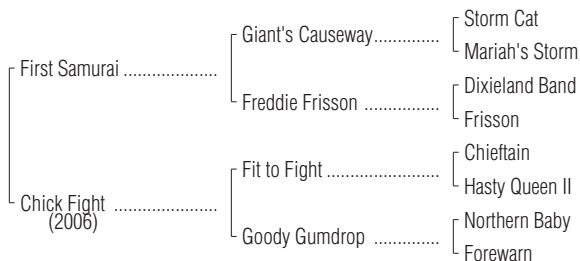 Storm Cat
Giant's Causeway...............
Mariah's Storm
First Samurai ....................
Dixieland Band
Freddie Frisson ................
Frisson
Chieftain
Fit to Fight ........................
Hasty Queen II
Chick Fight ......................
(2006)
Northern Baby
Goody Gumdrop ..............
Forewarn